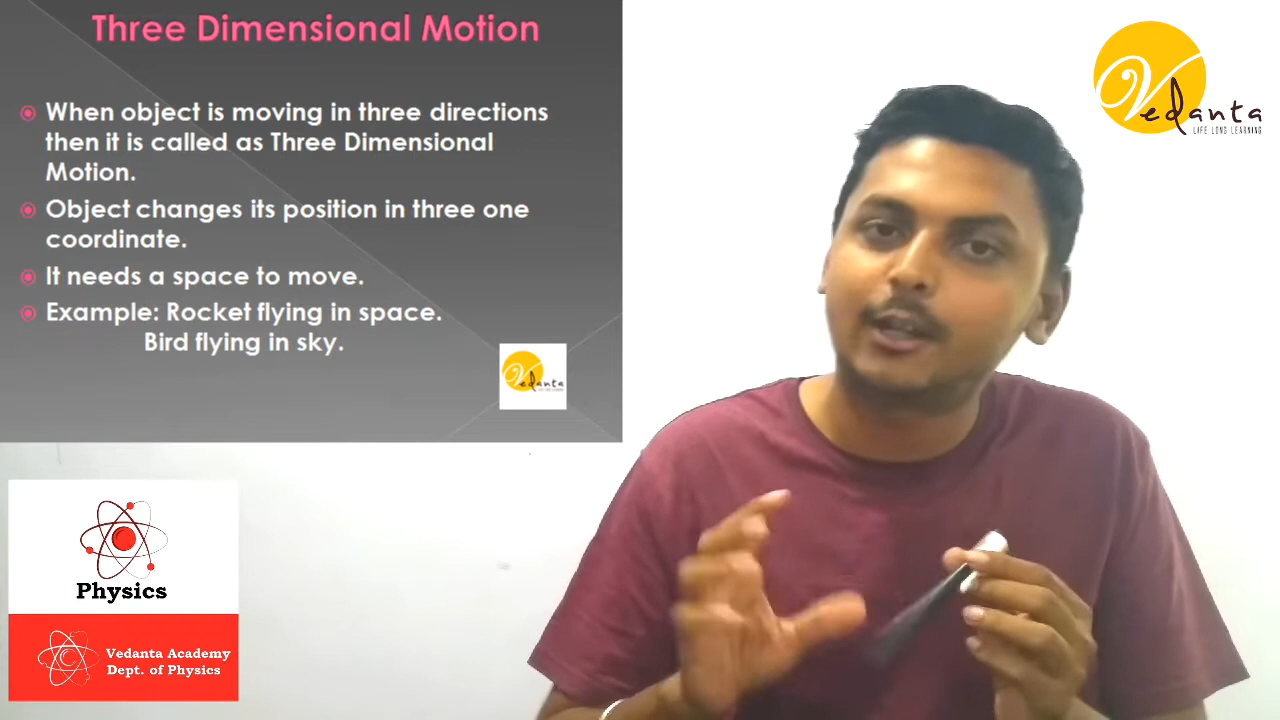 Three Dimensional Motion
When object is moving in three directions
then it is called as Three Dimensional
Motion.
Object changes its position in three one
coordinate.
It needs a space to move.
Example: Rocket flying in space.
Bird flying in sky.
Vedanta
Vedanta
LIFE LONG LEARNING
Physics
Vedanta Academy
Dept. of Physics